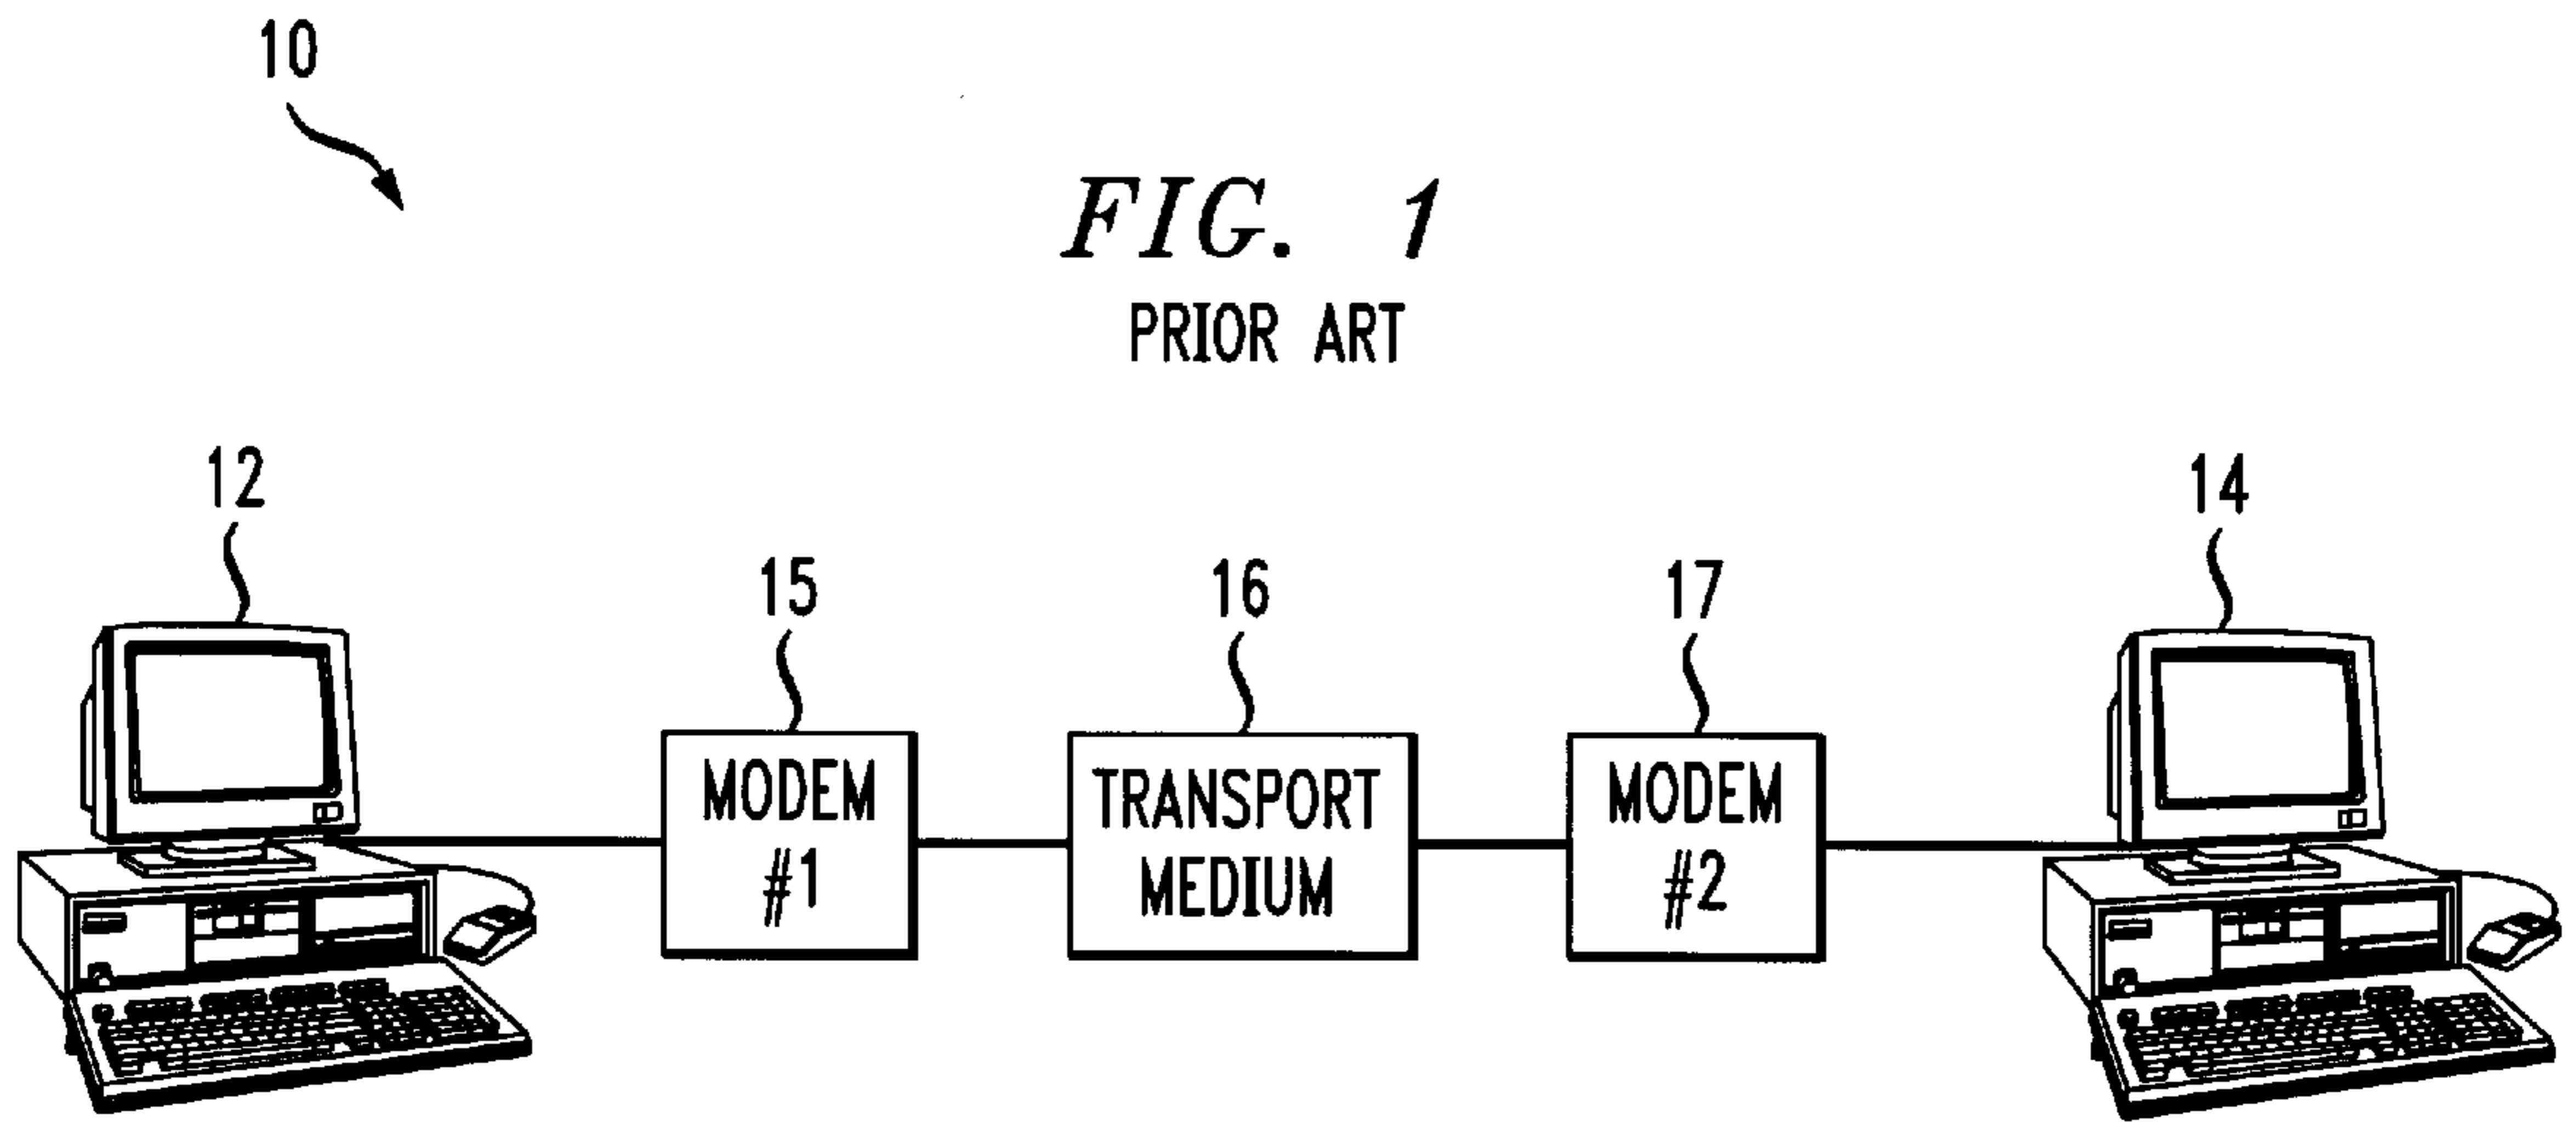 10
FIG. 1
PRIOR ART
12
14
15
16
17
MODEM
#1
TRANSPORT
MEDIUM
MODEM
#2